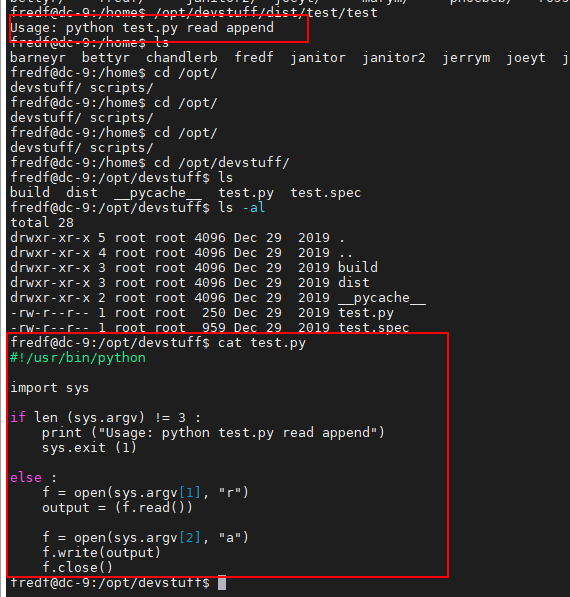 fredf@dc-9:/home$ /opt/devstuff/dist/test/test
Usage: python test.py read append
fredf@dc-9:/home$ ls
barneyr  bettyr  chandlerb  fredf  janitor  janitor2  jerrym  joeyt  j
fredf@dc-9:/home$ cd /opt/
devstuff/ scripts/
fredf@dc-9:/home$ cd /opt/
devstuff/ scripts/
fredf@dc-9:/home$ cd /opt/
devstuff/ scripts/
fredf@dc-9:/home$ cd /opt/devstuff/
fredf@dc-9:/opt/devstuff$ ls
build  dist  __pycache__  test.py  test.spec
fredf@dc-9:/opt/devstuff$ ls -al
total 28
drwxr-xr-x 5 root root 4096 Dec 29  2019 .
drwxr-xr-x 4 root root 4096 Dec 29  2019 ..
drwxr-xr-x 3 root root 4096 Dec 29  2019 build
drwxr-xr-x 3 root root 4096 Dec 29  2019 dist
drwxr-xr-x 2 root root 4096 Dec 29  2019 __pycache__
-rw-r--r-- 1 root root  250 Dec 29  2019 test.py
-rw-r--r-- 1 root root  959 Dec 29  2019 test.spec
fredf@dc-9:/opt/devstuff$ cat test.py
#!/usr/bin/python

import sys

if len (sys.argv) != 3 :
    print ("Usage: python test.py read append")
    sys.exit (1)

else :
    f = open(sys.argv[1], "r")
    output = (f.read())

    f = open(sys.argv[2], "a")
    f.write(output)
    f.close()
fredf@dc-9:/opt/devstuff$